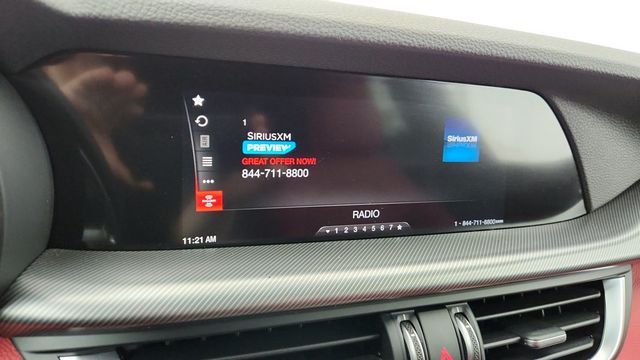 1
SIRIUSXM
PREVIEW
GREAT OFFER NOW!
844-711-8800
SiriusXM
RADIO
1 2 3 4 5 6 7
1 - 844-711-8800
11:21 AM